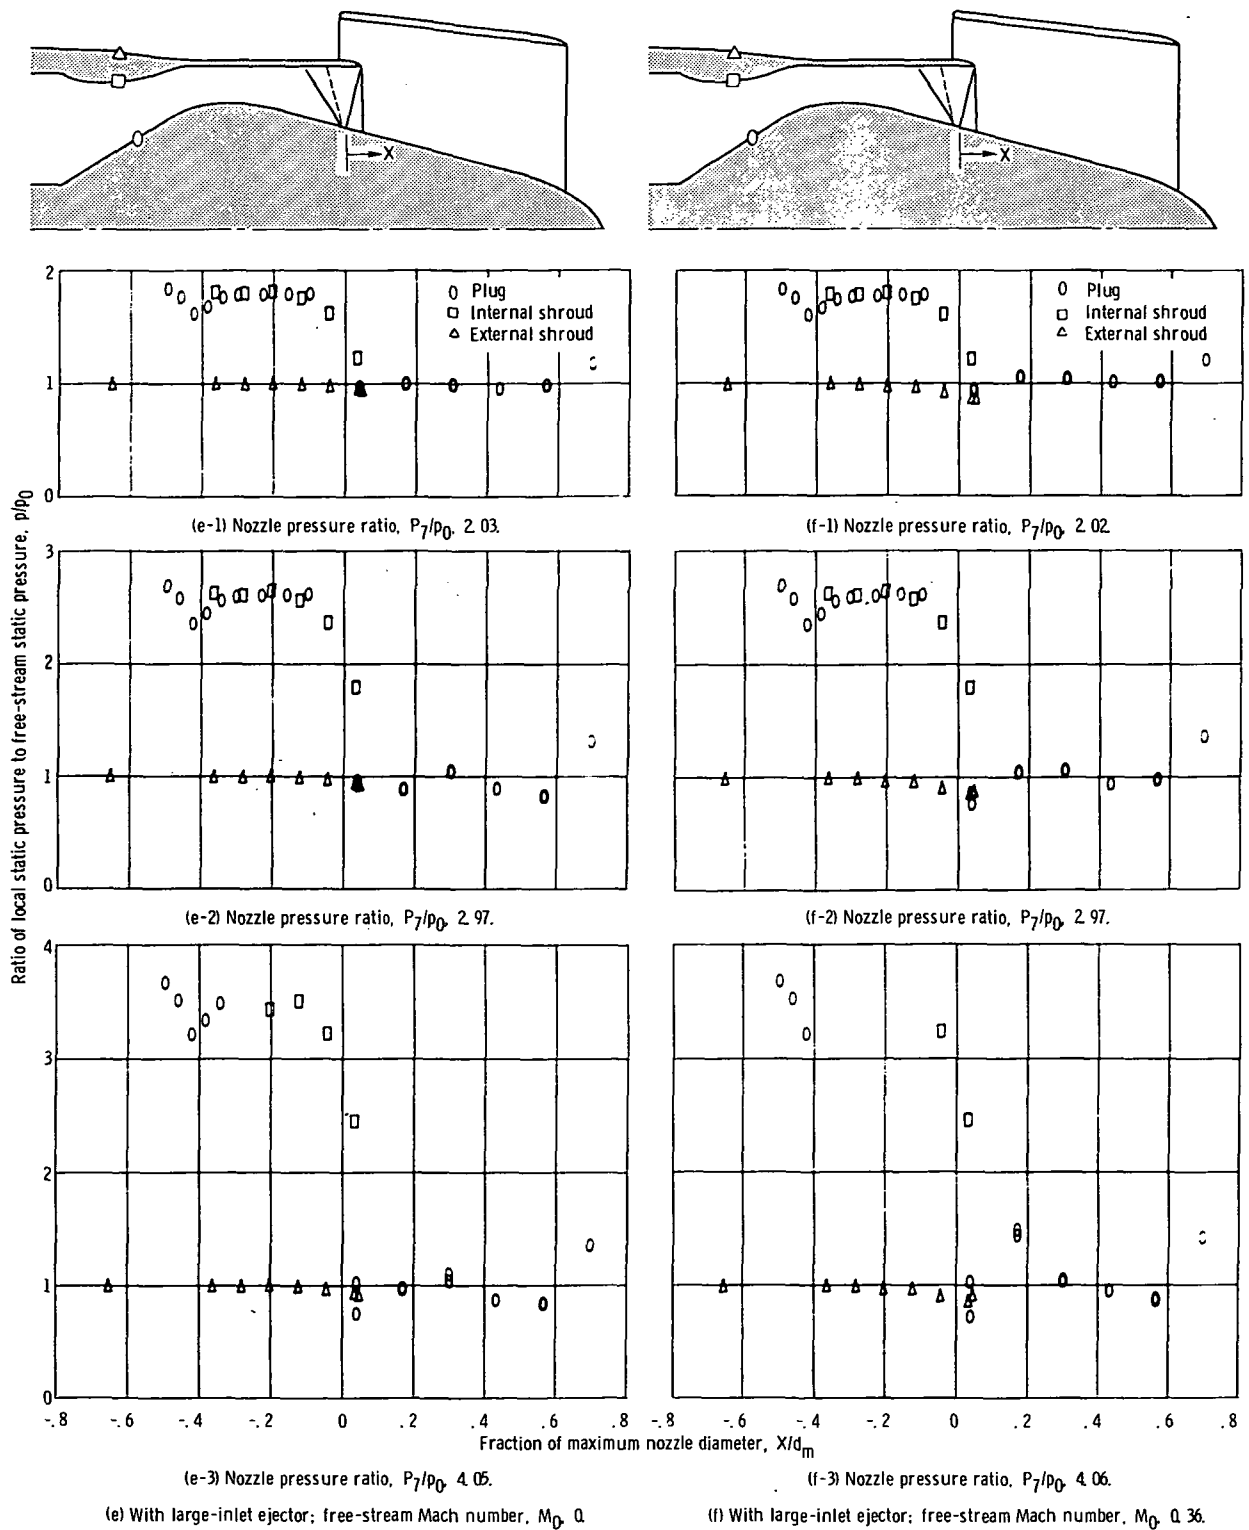 X
X
2
1
0
Plug
Internal shroud
External shroud
Plug
Internal shroud
External shroud
(e-1) Nozzle pressure ratio, P7/p0, 2.03.
(f-1) Nozzle pressure ratio, P7/p0, 2.02
3
2
1
0
Ratio of local static pressure to free-stream static pressure, p/p0
(e-2) Nozzle pressure ratio, P7/p0, 2.97.
(f-2) Nozzle pressure ratio, P7/p0, 2.97.
4
3
2
1
0
-.8 -.6 -.4 -.2 0 .2 .4 .6 .8
-.8 -.6 -.4 -.2 0 .2 .4 .6 .8
Fraction of maximum nozzle diameter, X/dm
(e-3) Nozzle pressure ratio, P7/p0, 4.05.
(f-3) Nozzle pressure ratio, P7/p0, 4.06.
(e) With large-inlet ejector; free-stream Mach number, M0, 0.
(f) With large-inlet ejector; free-stream Mach number, M0, 0.36.